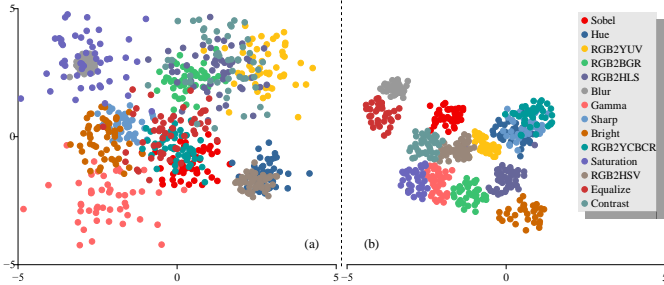 5
Sobel
Hue
RGB2YUV
RGB2BGR
RGB2HLS
Blur
Gamma
Sharp
Bright
RGB2YCBCR
Saturation
RGB2HSV
Equalize
Contrast
0
(a)
(b)
−5
−5
0
5
−5
0
5